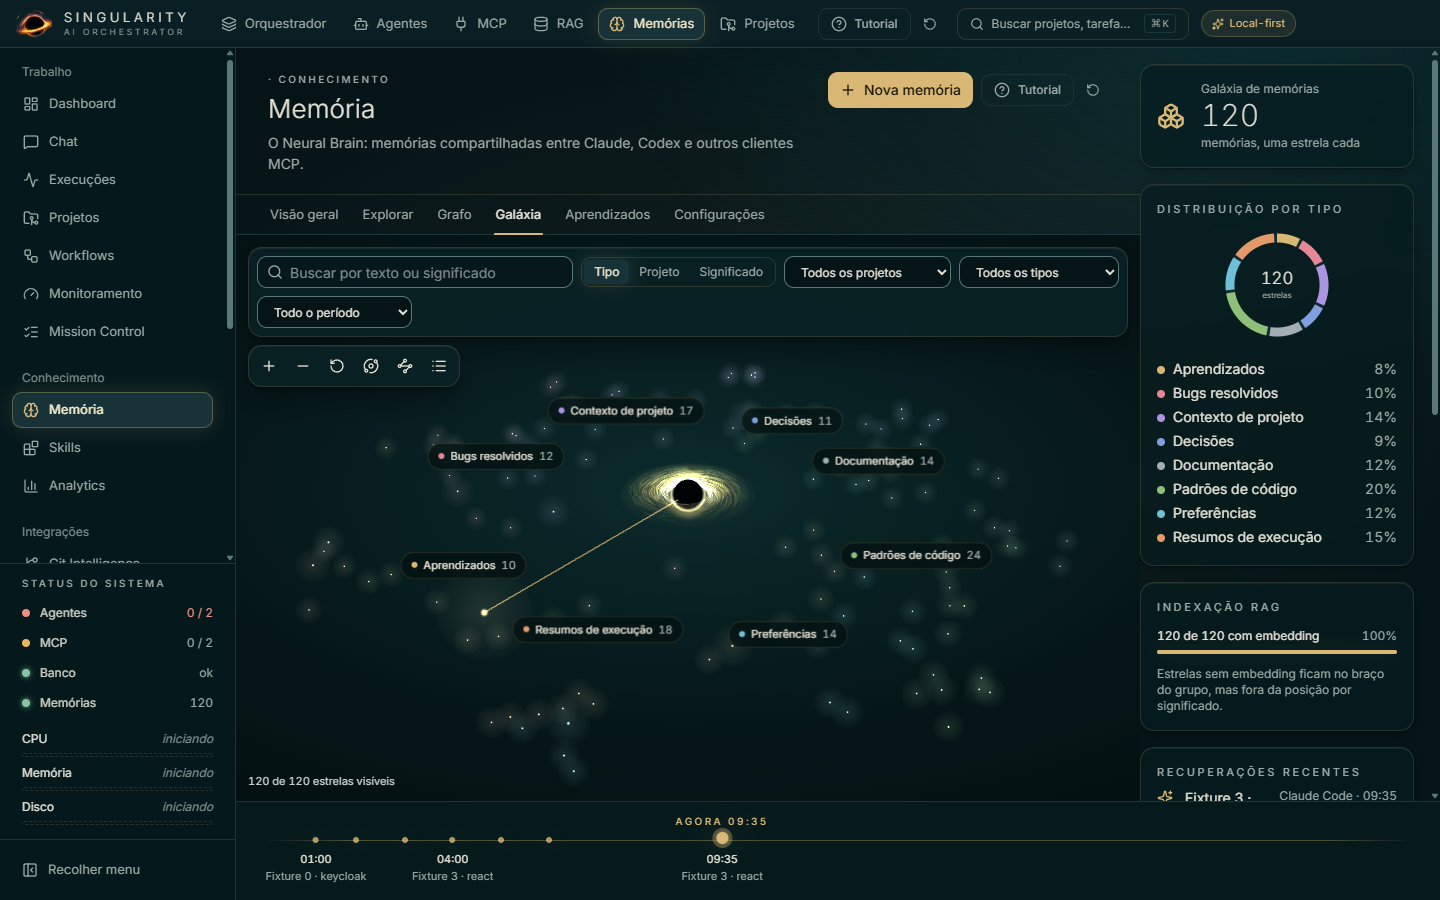 SINGULARITY
AI ORCHESTRATOR
Orquestrador
Agentes
MCP
RAG
Memórias
Projetos
Tutorial
Buscar projetos, tarefa...
⌘K
Local-first
Trabalho
Dashboard
Chat
Execuções
Projetos
Workflows
Monitoramento
Mission Control
Conhecimento
Memória
Skills
Analytics
Integrações
Git Intelligence
STATUS DO SISTEMA
Agentes 0 / 2
MCP 0 / 2
Banco ok
Memórias 120
CPU iniciando
Memória iniciando
Disco iniciando
Recolher menu
· CONHECIMENTO
Memória
O Neural Brain: memórias compartilhadas entre Claude, Codex e outros clientes
MCP.
+ Nova memória
Tutorial
Visão geral
Explorar
Grafo
Galáxia
Aprendizados
Configurações
Buscar por texto ou significado
Tipo
Projeto
Significado
Todos os projetos
Todos os tipos
Todo o período
Contexto de projeto 17
Decisões 11
Bugs resolvidos 12
Documentação 14
Padrões de código 24
Aprendizados 10
Resumos de execução 18
Preferências 14
120 de 120 estrelas visíveis
AGORA 09:35
01:00
Fixture 0 · keycloak
04:00
Fixture 3 · react
09:35
Fixture 3 · react
Galáxia de memórias
120
memórias, uma estrela cada
DISTRIBUIÇÃO POR TIPO
120
estrelas
Aprendizados 8%
Bugs resolvidos 10%
Contexto de projeto 14%
Decisões 9%
Documentação 12%
Padrões de código 20%
Preferências 12%
Resumos de execução 15%
INDEXAÇÃO RAG
120 de 120 com embedding 100%
Estrelas sem embedding ficam no braço
do grupo, mas fora da posição por
significado.
RECUPERAÇÕES RECENTES
Fixture 3 · Claude Code · 09:35